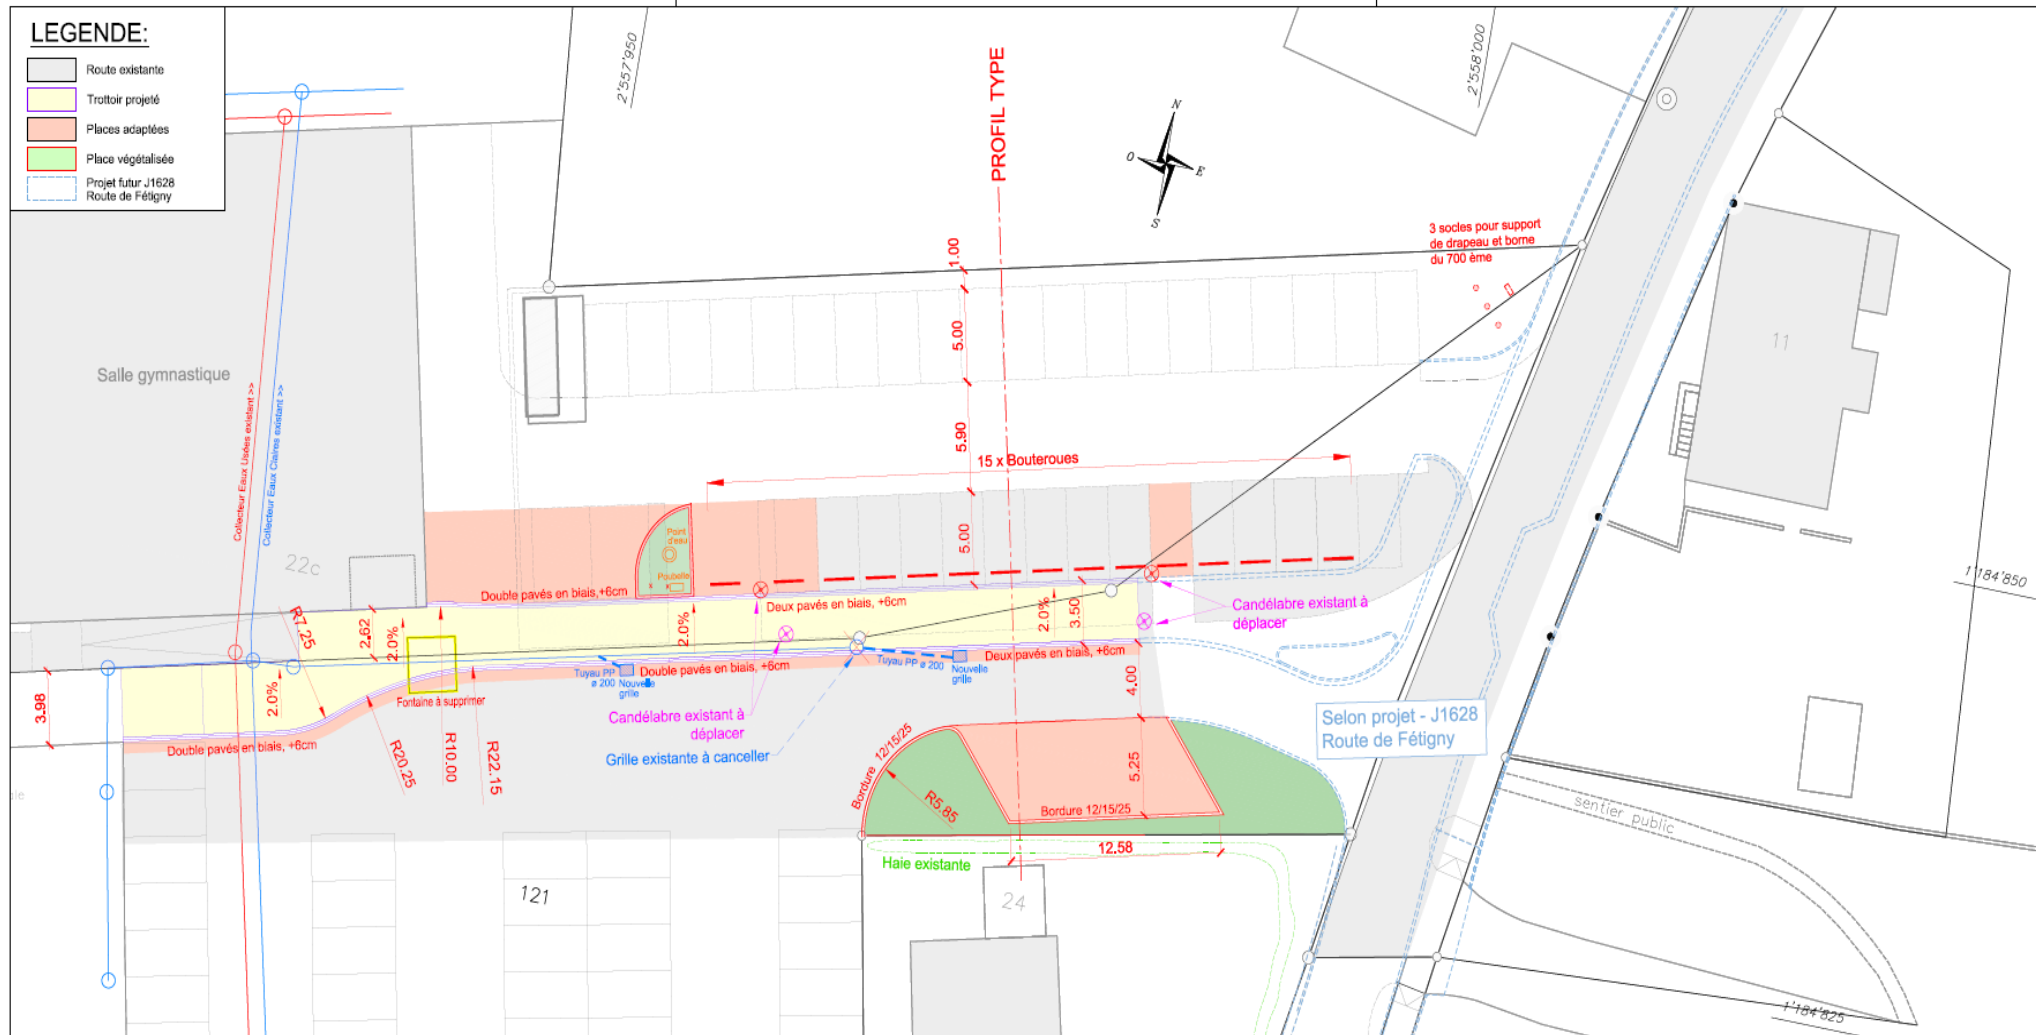 LEGENDE:
Route existante
Trottoir projeté
Places adaptées
Place végétalisée
Projet futur J1628
Route de Fétigny
2'557'950
2'558'000
PROFIL TYPE
N
O
E
S
3 socles pour support
de drapeau et borne
du 700 ème
1.00
5.00
5.90
15 x Bouteroues
5.00
Salle gymnastique
Collecteur Eaux Usées existant >>
Collecteur Eaux Claires existant >>
22c
11
Point
d'eau
Poubelle
Double pavés en biais,+6cm
Deux pavés en biais, +6cm
1'184'850
Candélabre existant à
déplacer
R7.25
2.62
2.0%
2.0%
2.0%
3.50
2.0%
3.98
Tuyau PP
ø 200
Nouvelle
grille
Double pavés en biais, +6cm
Tuyau PP ø 200
Nouvelle
grille
Deux pavés en biais, +6cm
4.00
Fontaine à supprimer
Double pavés en biais, +6cm
R20.25
R10.00
R22.15
Candélabre existant à
déplacer
Grille existante à canceller
Selon projet - J1628
Route de Fétigny
Bordure 12/15/25
R5.85
5.25
Bordure 12/15/25
12.58
Haie existante
sentier public
121
24
1'184'825